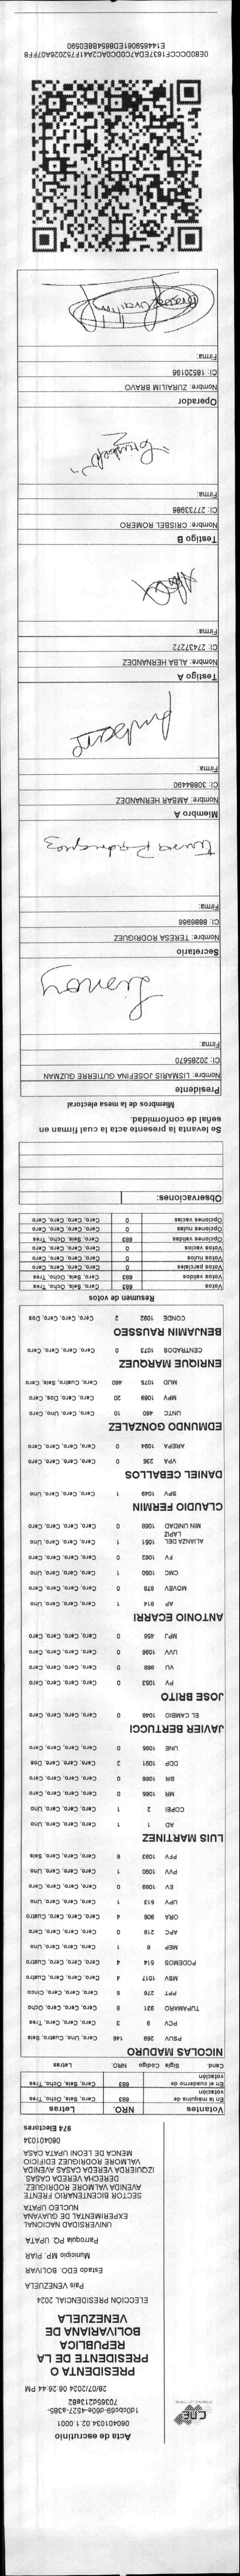 CNE
Acta de escrutinio
080401034.02.1.0001
1d0cbc69-d60e-4527-a385-
70365d213e82
28/07/2024 06:26:44 PM
PRESIDENTA O
PRESIDENTE DE LA
REPUBLICA
BOLIVARIANA DE
VENEZUELA
ELECCIÓN PRESIDENCIAL 2024
Pais VENEZUELA
Estado EDO. BOLIVAR
Municipio MP. PIAR
Parroquia PQ. UPATA
UNIVERSIDAD NACIONAL
EXPERIMENTAL DE GUAYANA
NUCLEO UPATA
SECTOR BICENTENARIO FRENTE
AVENIDA VALMORE RODRIGUEZ.
DERECHA VEREDA CASAS.
IZQUIERDA VEREDA CASAS AVENIDA
VALMORE RODRIGUEZ EDIFICIO
MENCA DE LEONI UPATA CASA
060401034
974 Electores
Votantes NRO. Letras
En la máquina de votación 683 Cero, Seis, Ocho, Tres
En el cuaderno de votación 683 Cero, Seis, Ocho, Tres
Cand. Sigla Código NRO. Letras
NICOLAS MADURO
PSUV 269 146 Cero, Uno, Cuatro, Seis
PCV 9 3 Cero, Cero, Cero, Tres
TUPAMARO 931 8 Cero, Cero, Cero, Ocho
PPT 276 5 Cero, Cero, Cero, Cinco
MSV 1017 4 Cero, Cero, Cero, Cuatro
PODEMOS 514 4 Cero, Cero, Cero, Cuatro
MEP 6 1 Cero, Cero, Cero, Uno
APC 219 0 Cero, Cero, Cero, Cero
ORA 906 4 Cero, Cero, Cero, Cuatro
UPV 513 1 Cero, Cero, Cero, Uno
EV 1089 0 Cero, Cero, Cero, Cero
PVV 1090 1 Cero, Cero, Cero, Uno
PFV 1093 6 Cero, Cero, Cero, Seis
LUIS MARTINEZ
AD 1 1 Cero, Cero, Cero, Uno
COPEI 2 1 Cero, Cero, Cero, Uno
MR 1065 0 Cero, Cero, Cero, Cero
BR 1066 0 Cero, Cero, Cero, Cero
DDP 1091 2 Cero, Cero, Cero, Dos
UNE 1095 0 Cero, Cero, Cero, Cero
JAVIER BERTUCCI
EL CAMBIO 1048 0 Cero, Cero, Cero, Cero
JOSE BRITO
PV 1053 0 Cero, Cero, Cero, Cero
VU 868 0 Cero, Cero, Cero, Cero
UVV 1096 0 Cero, Cero, Cero, Cero
MPJ 458 0 Cero, Cero, Cero, Cero
ANTONIO ECARRI
AP 814 1 Cero, Cero, Cero, Uno
MOVEV 878 0 Cero, Cero, Cero, Cero
CMC 1050 1 Cero, Cero, Cero, Uno
FV 1062 0 Cero, Cero, Cero, Cero
ALIANZA DEL LAPIZ 1051 1 Cero, Cero, Cero, Uno
MIN UNIDAD 1068 0 Cero, Cero, Cero, Cero
CLAUDIO FERMIN
SPV 1049 1 Cero, Cero, Cero, Uno
DANIEL CEBALLOS
VPA 236 0 Cero, Cero, Cero, Cero
AREPA 1094 0 Cero, Cero, Cero, Cero
EDMUNDO GONZALEZ
UNTC 460 10 Cero, Cero, Uno, Cero
MPV 1069 20 Cero, Cero, Dos, Cero
MUD 1075 460 Cero, Cuatro, Seis, Cero
ENRIQUE MARQUEZ
CENTRADOS 1073 0 Cero, Cero, Cero, Cero
BENJAMIN RAUSSEO
CONDE 1092 2 Cero, Cero, Cero, Dos
Resumen de votos
Votos 683 Cero, Seis, Ocho, Tres
Votos validos 683 Cero, Seis, Ocho, Tres
Votos parciales 0 Cero, Cero, Cero, Cero
Votos nulos 0 Cero, Cero, Cero, Cero
Votos vacios 0 Cero, Cero, Cero, Cero
Opciones validas 683 Cero, Seis, Ocho, Tres
Opciones nulas 0 Cero, Cero, Cero, Cero
Opciones vacias 0 Cero, Cero, Cero, Cero
Observaciones:
Se levanta la presente acta la cual firman en
señal de conformidad.
Miembros de la mesa electoral
Presidente
Nombre: LISMARIS JOSEFINA GUTIERRE GUZMAN
CI: 20285670
Firma:
Secretario
Nombre: TERESA RODRIGUEZ
CI: 8886966
Firma:
Teresa Rodriguez
Miembro A
Nombre: AMBAR HERNANDEZ
CI: 30884490
Firma:
Ambar
Testigo A
Nombre: ALBA HERNANDEZ
CI: 27437272
Firma:
Testigo B
Nombre: CRISBEL ROMERO
CI: 27733986
Firma:
Crisbel
Operador
Nombre: ZURAILIM BRAVO
CI: 18520196
Firma:
0E80DCCCF1637EDA7C0DC0AC2A41F752026A07FF8
E144659061ED8654B8E0590